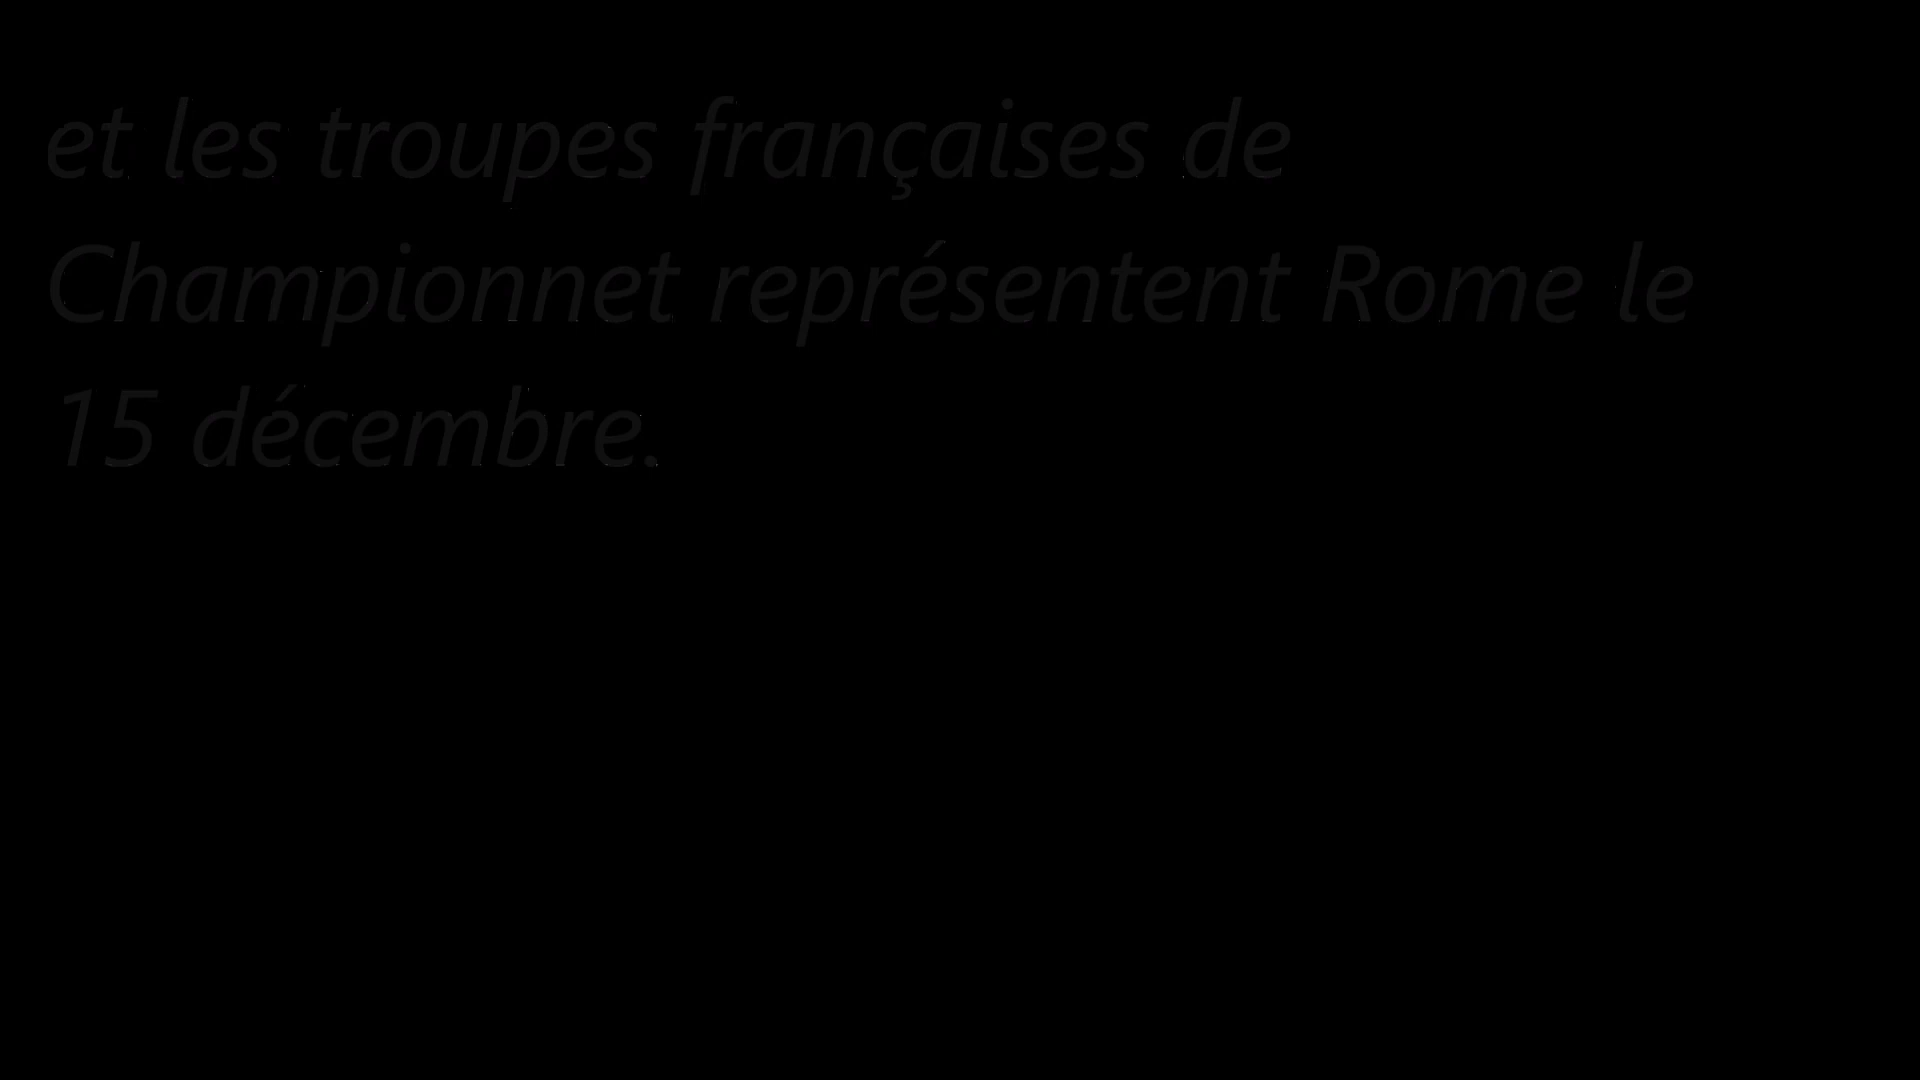 et les troupes françaises de
Championnet représentent Rome le
15 décembre.